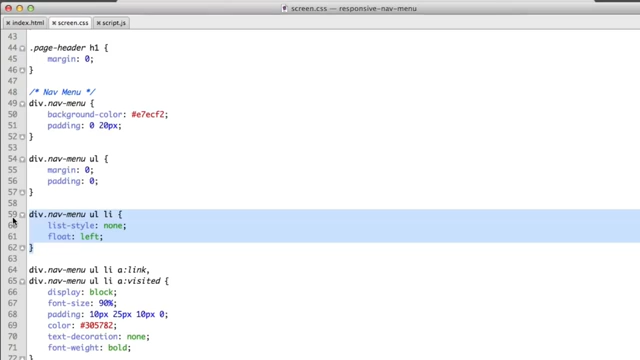 screen.css — responsive-nav-menu
index.html screen.css script.js
43
44 .page-header h1 {
45 margin: 0;
46 }
47
48 /* Nav Menu */
49 div.nav-menu {
50 background-color: #e7ecf2;
51 padding: 0 20px;
52 }
53
54 div.nav-menu ul {
55 margin: 0;
56 padding: 0;
57 }
58
59 div.nav-menu ul li {
60 list-style: none;
61 float: left;
62 }
63
64 div.nav-menu ul li a:link,
65 div.nav-menu ul li a:visited {
66 display: block;
67 font-size: 90%;
68 padding: 10px 25px 10px 0;
69 color: #305782;
70 text-decoration: none;
71 font-weight: bold;
72 }